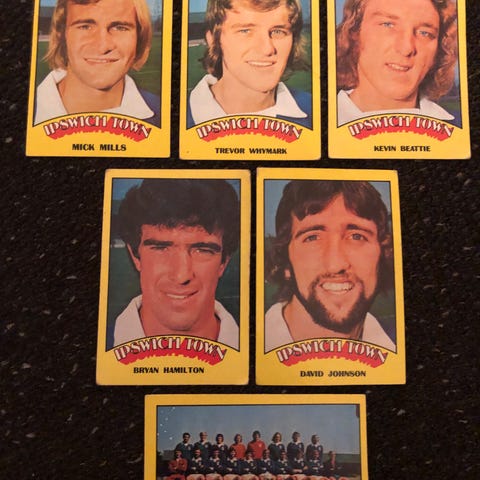 IPSWICH TOWN
MICK MILLS
IPSWICH TOWN
TREVOR WHYMARK
IPSWICH TOWN
KEVIN BEATTIE
IPSWICH TOWN
BRYAN HAMILTON
IPSWICH TOWN
DAVID JOHNSON